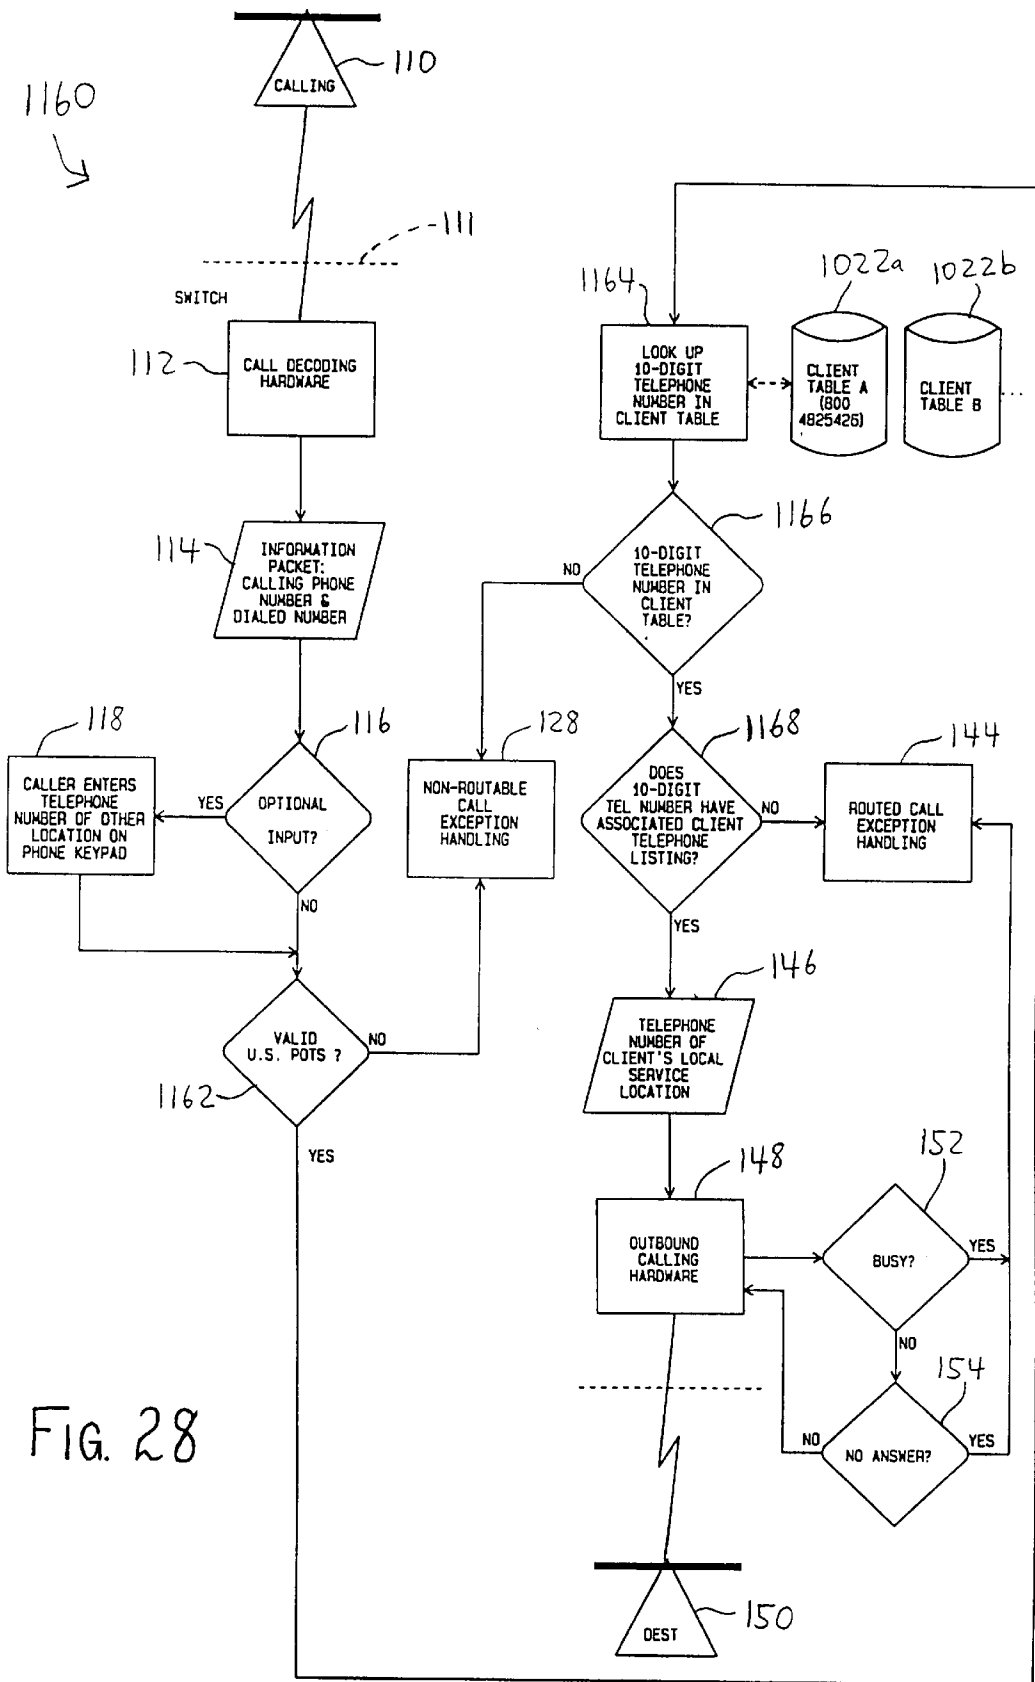 110
CALLING
1160
111
SWITCH
112
CALL DECODING
HARDWARE
114
INFORMATION
PACKET:
CALLING PHONE
NUMBER &
DIALED NUMBER
116
OPTIONAL
INPUT?
YES
NO
118
CALLER ENTERS
TELEPHONE
NUMBER OF OTHER
LOCATION ON
PHONE KEYPAD
VALID
U.S. POTS ?
1162
NO
YES
128
NON-ROUTABLE
CALL
EXCEPTION
HANDLING
1164
LOOK UP
10-DIGIT
TELEPHONE
NUMBER IN
CLIENT TABLE
1022a
CLIENT
TABLE A
(800
4825426)
1022b
CLIENT
TABLE B
...
1166
10-DIGIT
TELEPHONE
NUMBER IN
CLIENT
TABLE?
NO
YES
1168
DOES
10-DIGIT
TEL NUMBER HAVE
ASSOCIATED CLIENT
TELEPHONE
LISTING?
NO
YES
144
ROUTED CALL
EXCEPTION
HANDLING
146
TELEPHONE
NUMBER OF
CLIENT'S LOCAL
SERVICE
LOCATION
148
OUTBOUND
CALLING
HARDWARE
152
BUSY?
YES
NO
154
NO ANSWER?
NO
YES
150
DEST
FIG. 28